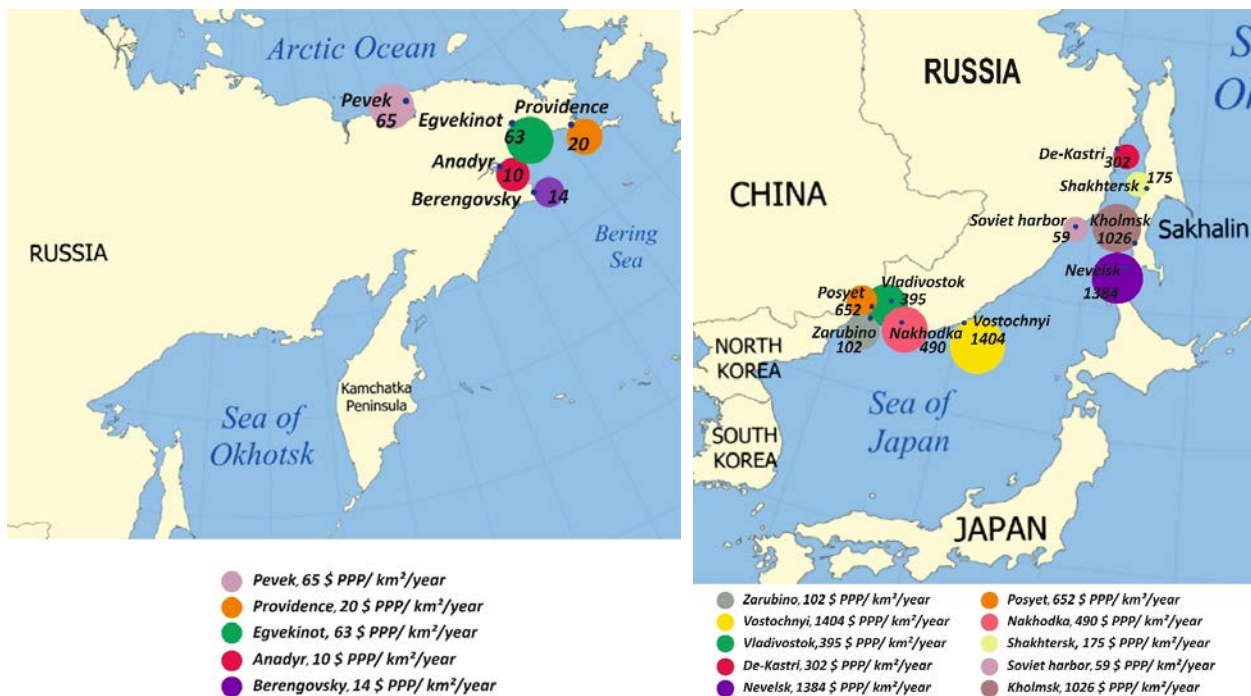 Arctic Ocean
Pevek
65
Egvekinot
63
Providence
20
Anadyr
10
Berengovsky
14
RUSSIA
Bering
Sea
Kamchatka
Peninsula
Sea of
Okhotsk
Pevek, 65 $ PPP/ km²/year
Providence, 20 $ PPP/ km²/year
Egvekinot, 63 $ PPP/ km²/year
Anadyr, 10 $ PPP/ km²/year
Berengovsky, 14 $ PPP/ km²/year
S
Ok
RUSSIA
De-Kastri
302
175
Shakhtersk
CHINA
Soviet harbor
59
Kholmsk
1026
Sakhalin
Nevelsk
1384
Vladivostok
395
Posyet
652
Zarubino
102
Nakhodka
490
Vostochnyi
1404
NORTH
KOREA
SOUTH
KOREA
Sea of
Japan
JAPAN
Zarubino, 102 $ PPP/ km²/year
Vostochnyi, 1404 $ PPP/ km²/year
Vladivostok,395 $ PPP/ km²/year
De-Kastri, 302 $ PPP/ km²/year
Nevelsk, 1384 $ PPP/ km²/year
Posyet, 652 $ PPP/ km²/year
Nakhodka, 490 $ PPP/ km²/year
Shakhtersk, 175 $ PPP/ km²/year
Soviet harbor, 59 $ PPP/ km²/year
Kholmsk, 1026 $ PPP/ km²/year